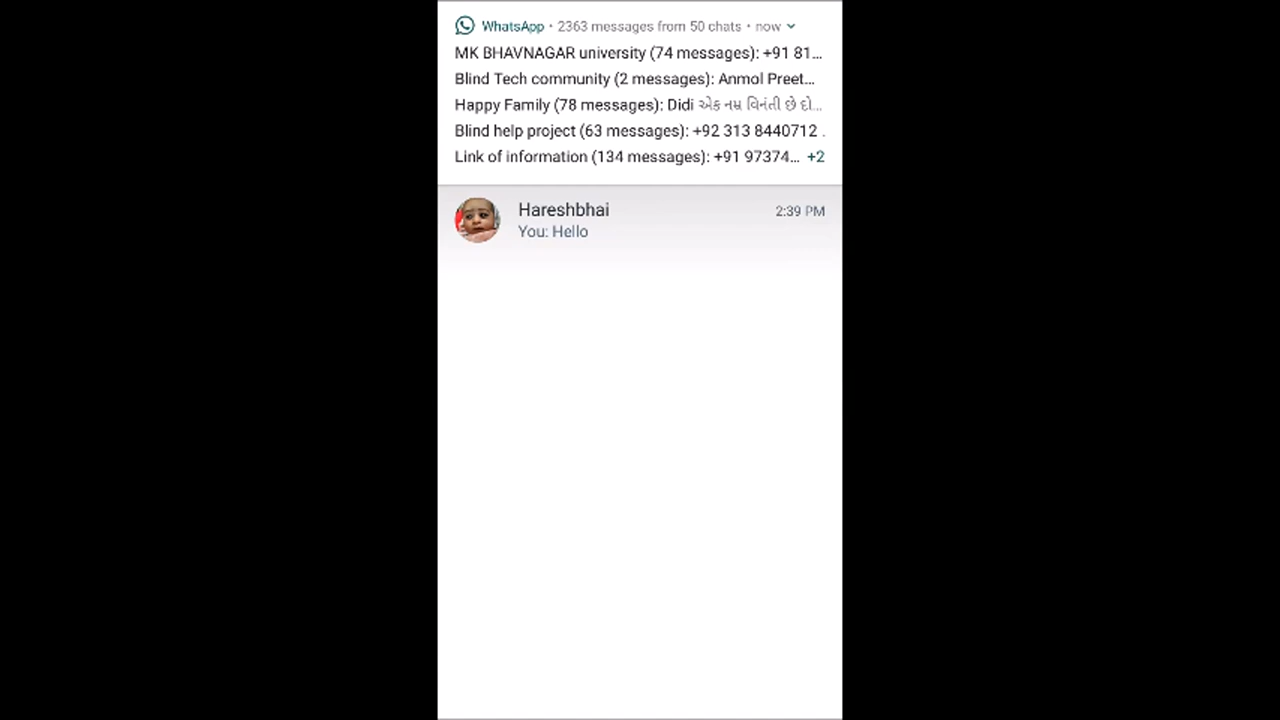 WhatsApp • 2363 messages from 50 chats • now
MK BHAVNAGAR university (74 messages): +91 81...
Blind Tech community (2 messages): Anmol Preet...
Happy Family (78 messages): Didi એક નમ્ર વિનંતી છે દો...
Blind help project (63 messages): +92 313 8440712 .
Link of information (134 messages): +91 97374... +2
Hareshbhai 2:39 PM
You: Hello